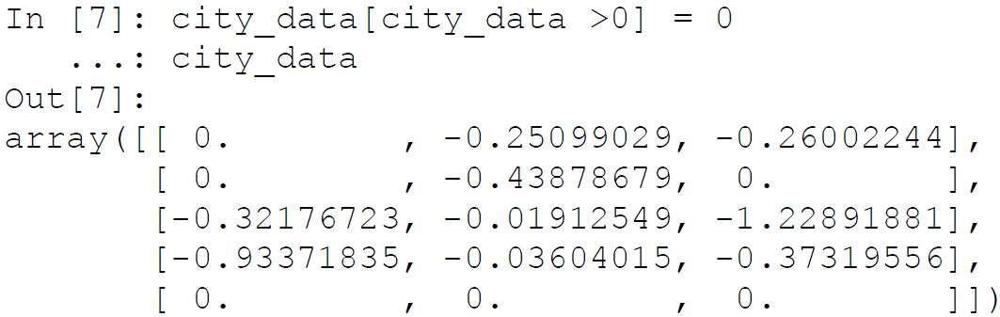 In [7]: city_data[city_data >0] = 0
   ...: city_data
Out[7]:
array([[ 0.        , -0.25099029, -0.26002244],
       [ 0.        , -0.43878679,  0.        ],
       [-0.32176723, -0.01912549, -1.22891881],
       [-0.93371835, -0.03604015, -0.37319556],
       [ 0.        ,  0.        ,  0.        ]])